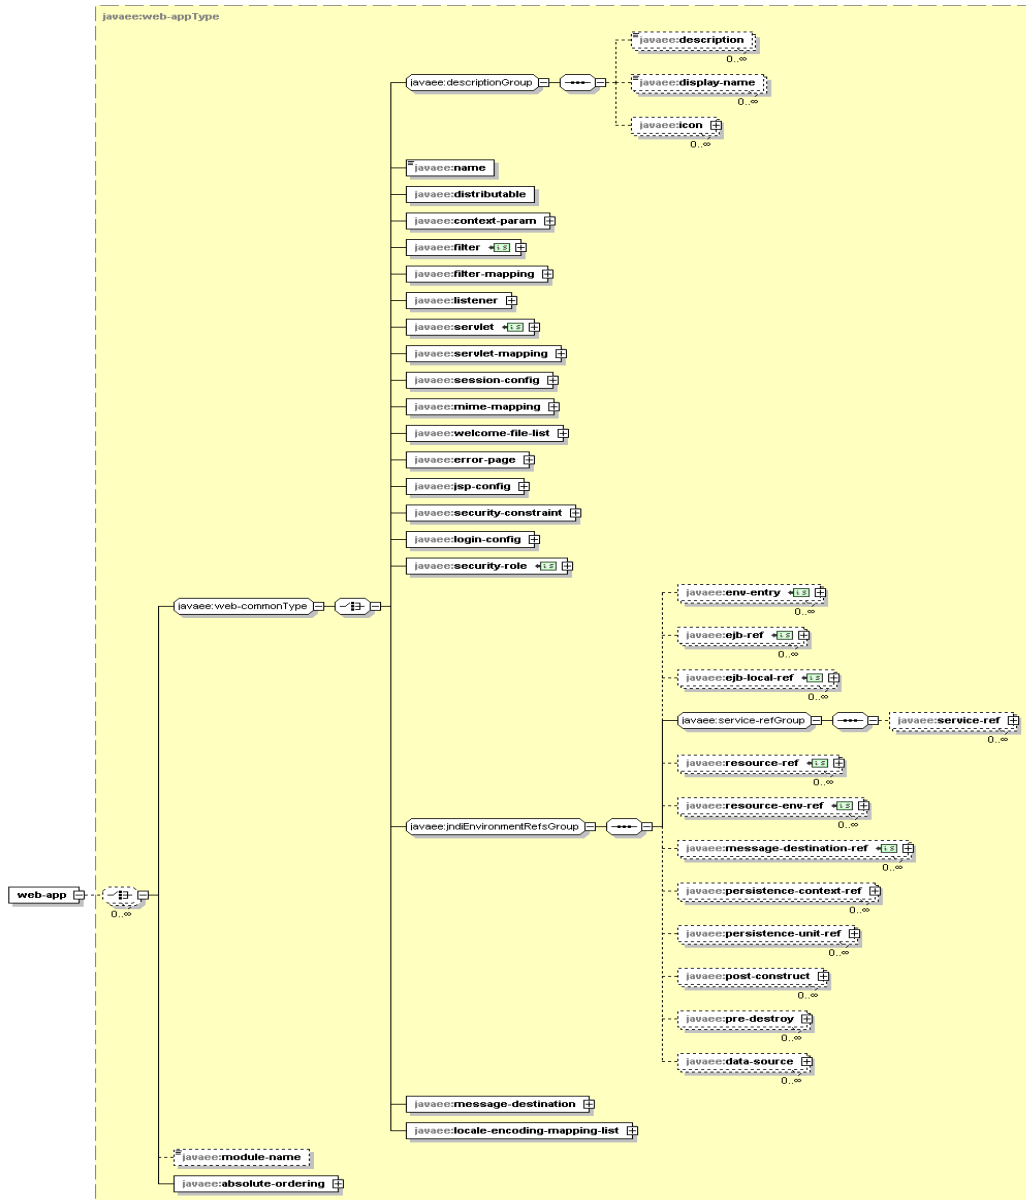 javaee:web-appType
javaee:description
0..∞
javaee:descriptionGroup
javaee:display-name
0..∞
javaee:icon
0..∞
javaee:name
javaee:distributable
javaee:context-param
javaee:filter
javaee:filter-mapping
javaee:listener
javaee:servlet
javaee:servlet-mapping
javaee:session-config
javaee:mime-mapping
javaee:welcome-file-list
javaee:error-page
javaee:jsp-config
javaee:security-constraint
javaee:login-config
javaee:security-role
javaee:web-commonType
javaee:env-entry
0..∞
javaee:ejb-ref
0..∞
javaee:ejb-local-ref
0..∞
javaee:service-refGroup
javaee:service-ref
0..∞
javaee:resource-ref
0..∞
javaee:resource-env-ref
0..∞
javaee:jndiEnvironmentRefsGroup
javaee:message-destination-ref
0..∞
web-app
0..∞
javaee:persistence-context-ref
0..∞
javaee:persistence-unit-ref
0..∞
javaee:post-construct
0..∞
javaee:pre-destroy
0..∞
javaee:data-source
0..∞
javaee:message-destination
javaee:locale-encoding-mapping-list
javaee:module-name
javaee:absolute-ordering